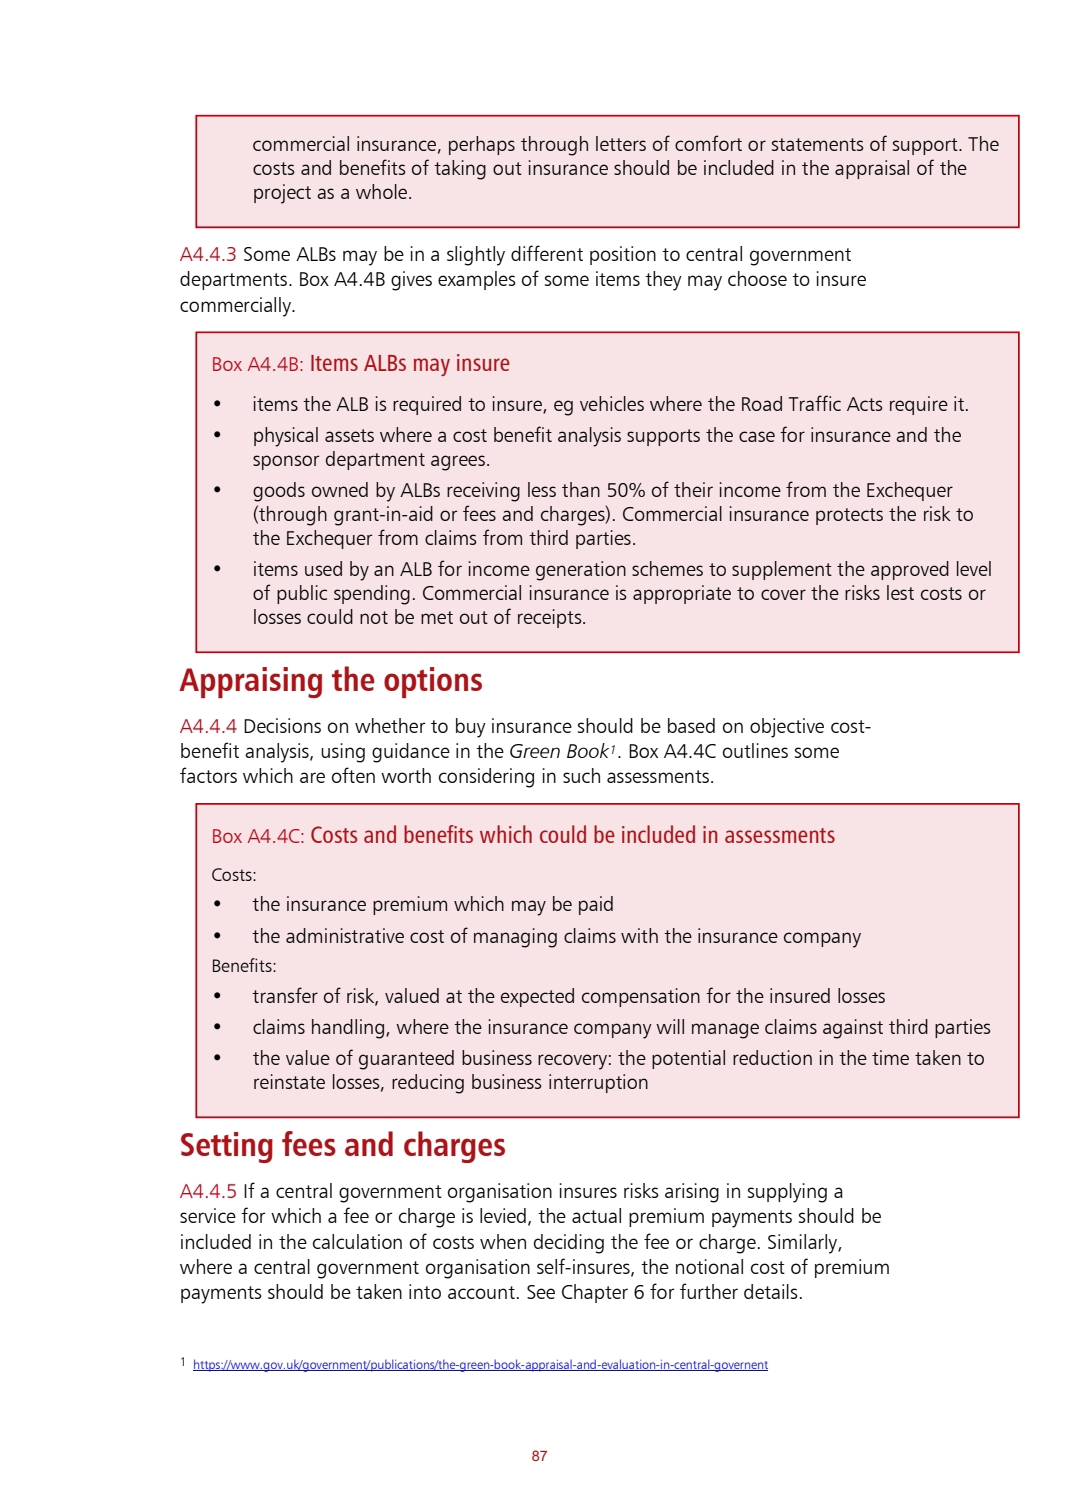 commercial insurance, perhaps through letters of comfort or statements of support. The
costs and benefits of taking out insurance should be included in the appraisal of the
project as a whole.
A4.4.3 Some ALBs may be in a slightly different position to central government
departments. Box A4.4B gives examples of some items they may choose to insure
commercially.
Box A4.4B: Items ALBs may insure
• items the ALB is required to insure, eg vehicles where the Road Traffic Acts require it.
• physical assets where a cost benefit analysis supports the case for insurance and the
sponsor department agrees.
• goods owned by ALBs receiving less than 50% of their income from the Exchequer
(through grant-in-aid or fees and charges). Commercial insurance protects the risk to
the Exchequer from claims from third parties.
• items used by an ALB for income generation schemes to supplement the approved level
of public spending. Commercial insurance is appropriate to cover the risks lest costs or
losses could not be met out of receipts.
Appraising the options
A4.4.4 Decisions on whether to buy insurance should be based on objective cost-
benefit analysis, using guidance in the Green Book1. Box A4.4C outlines some
factors which are often worth considering in such assessments.
Box A4.4C: Costs and benefits which could be included in assessments
Costs:
• the insurance premium which may be paid
• the administrative cost of managing claims with the insurance company
Benefits:
• transfer of risk, valued at the expected compensation for the insured losses
• claims handling, where the insurance company will manage claims against third parties
• the value of guaranteed business recovery: the potential reduction in the time taken to
reinstate losses, reducing business interruption
Setting fees and charges
A4.4.5 If a central government organisation insures risks arising in supplying a
service for which a fee or charge is levied, the actual premium payments should be
included in the calculation of costs when deciding the fee or charge. Similarly,
where a central government organisation self-insures, the notional cost of premium
payments should be taken into account. See Chapter 6 for further details.
1 https://www.gov.uk/government/publications/the-green-book-appraisal-and-evaluation-in-central-governent
87